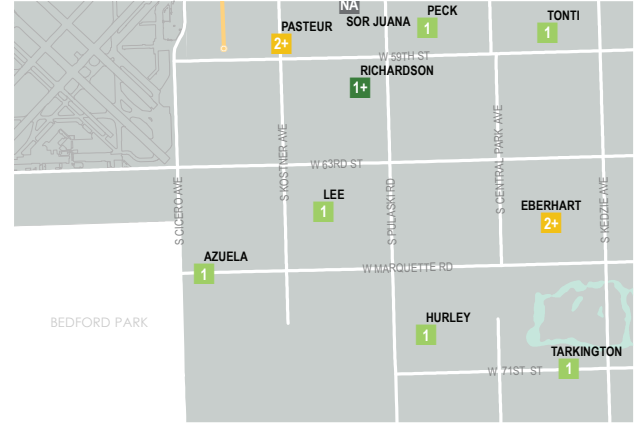 NA
PECK
1
TONTI
1
PASTEUR
2+
SOR JUANA
W 59TH ST
RICHARDSON
1+
S KOSTNER AVE
S CENTRAL PARK AVE
W 63RD ST
S CICERO AVE
S PULASKI RD
S KEDZIE AVE
LEE
1
EBERHART
2+
AZUELA
1
W MARQUETTE RD
BEDFORD PARK
HURLEY
1
TARKINGTON
1
W 71ST ST